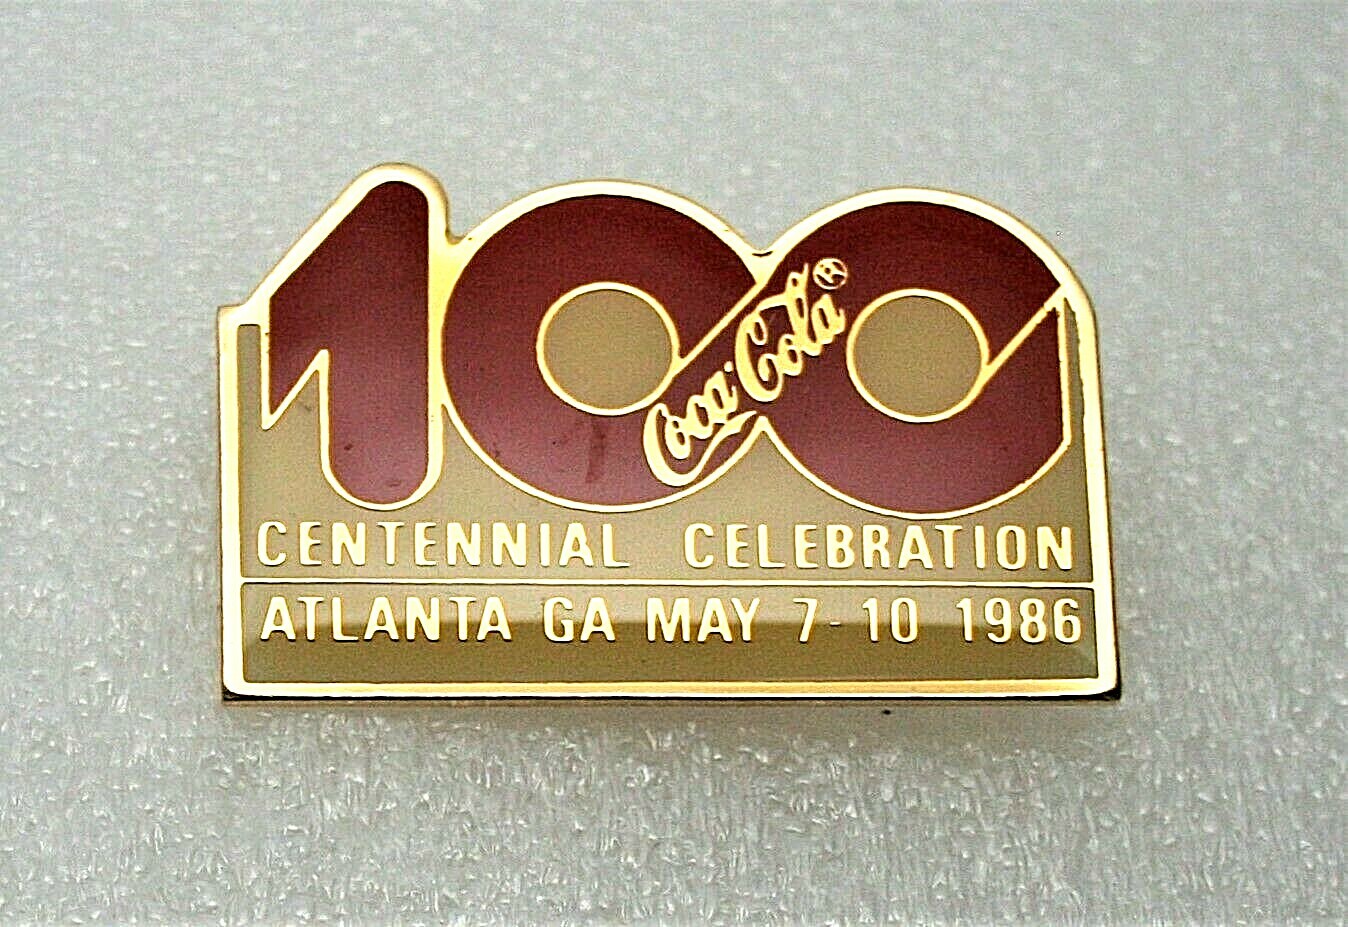 100
Coca-Cola®
CENTENNIAL CELEBRATION
ATLANTA GA MAY 7-10 1986